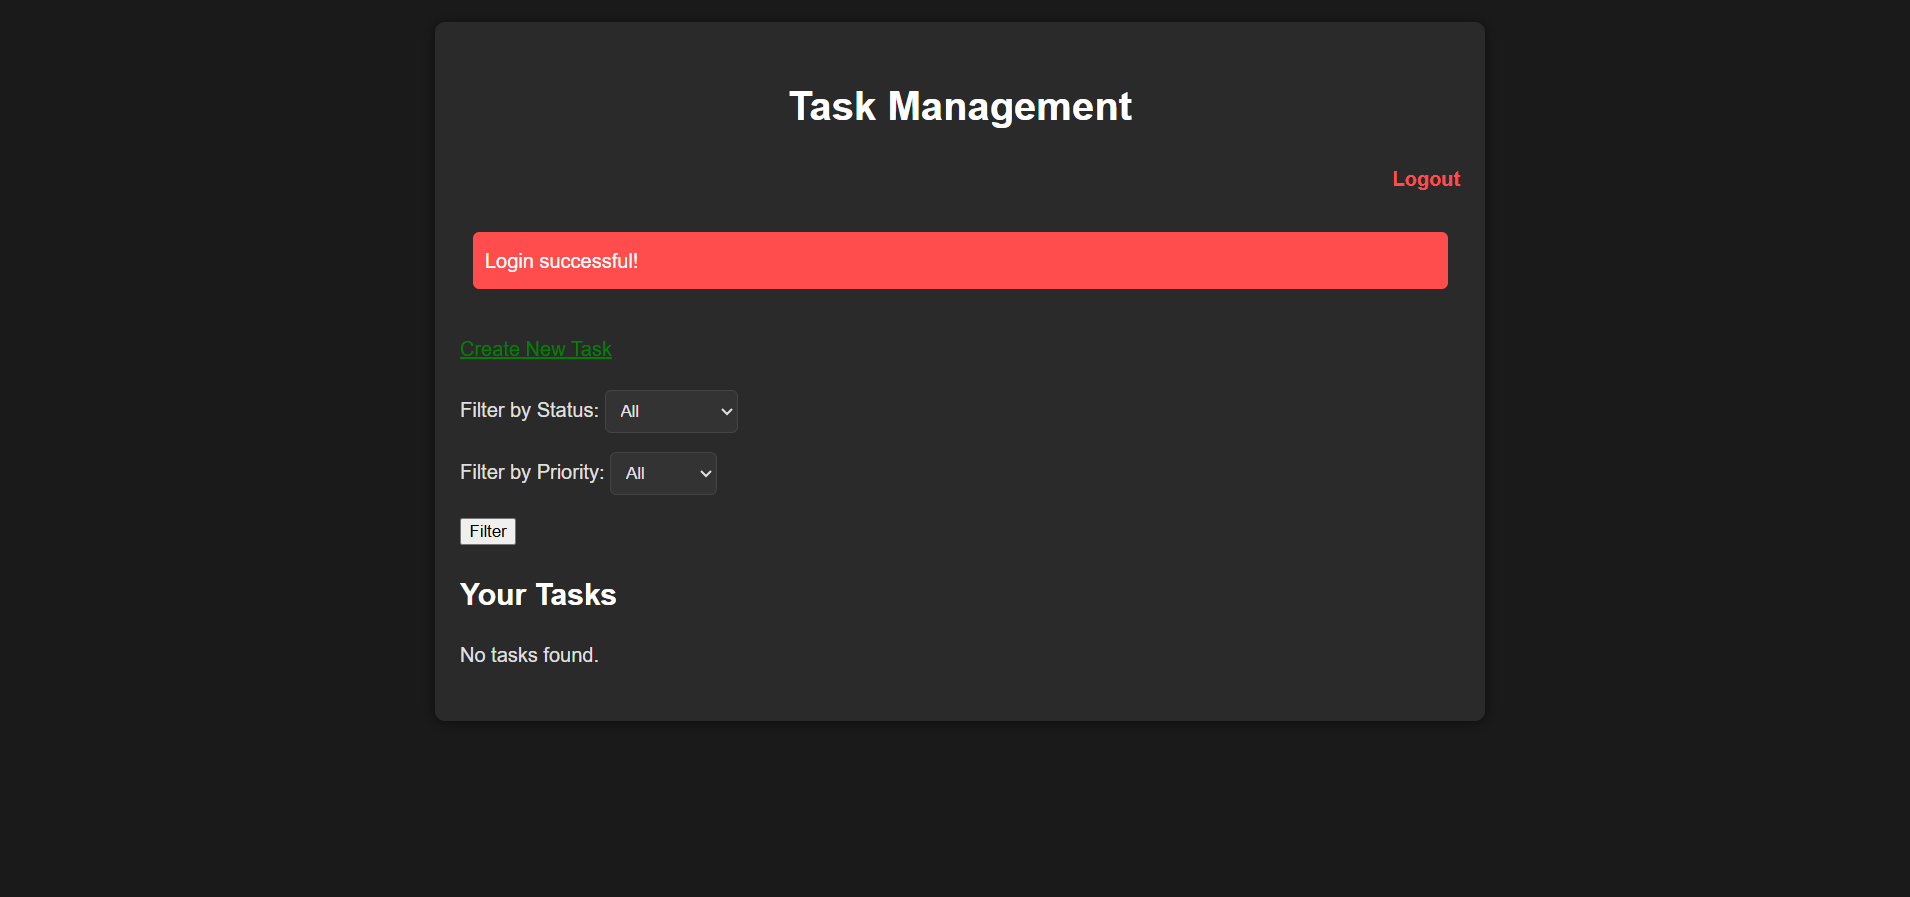 Task Management
Logout
Login successful!
Create New Task
Filter by Status: All
Filter by Priority: All
Filter
Your Tasks
No tasks found.